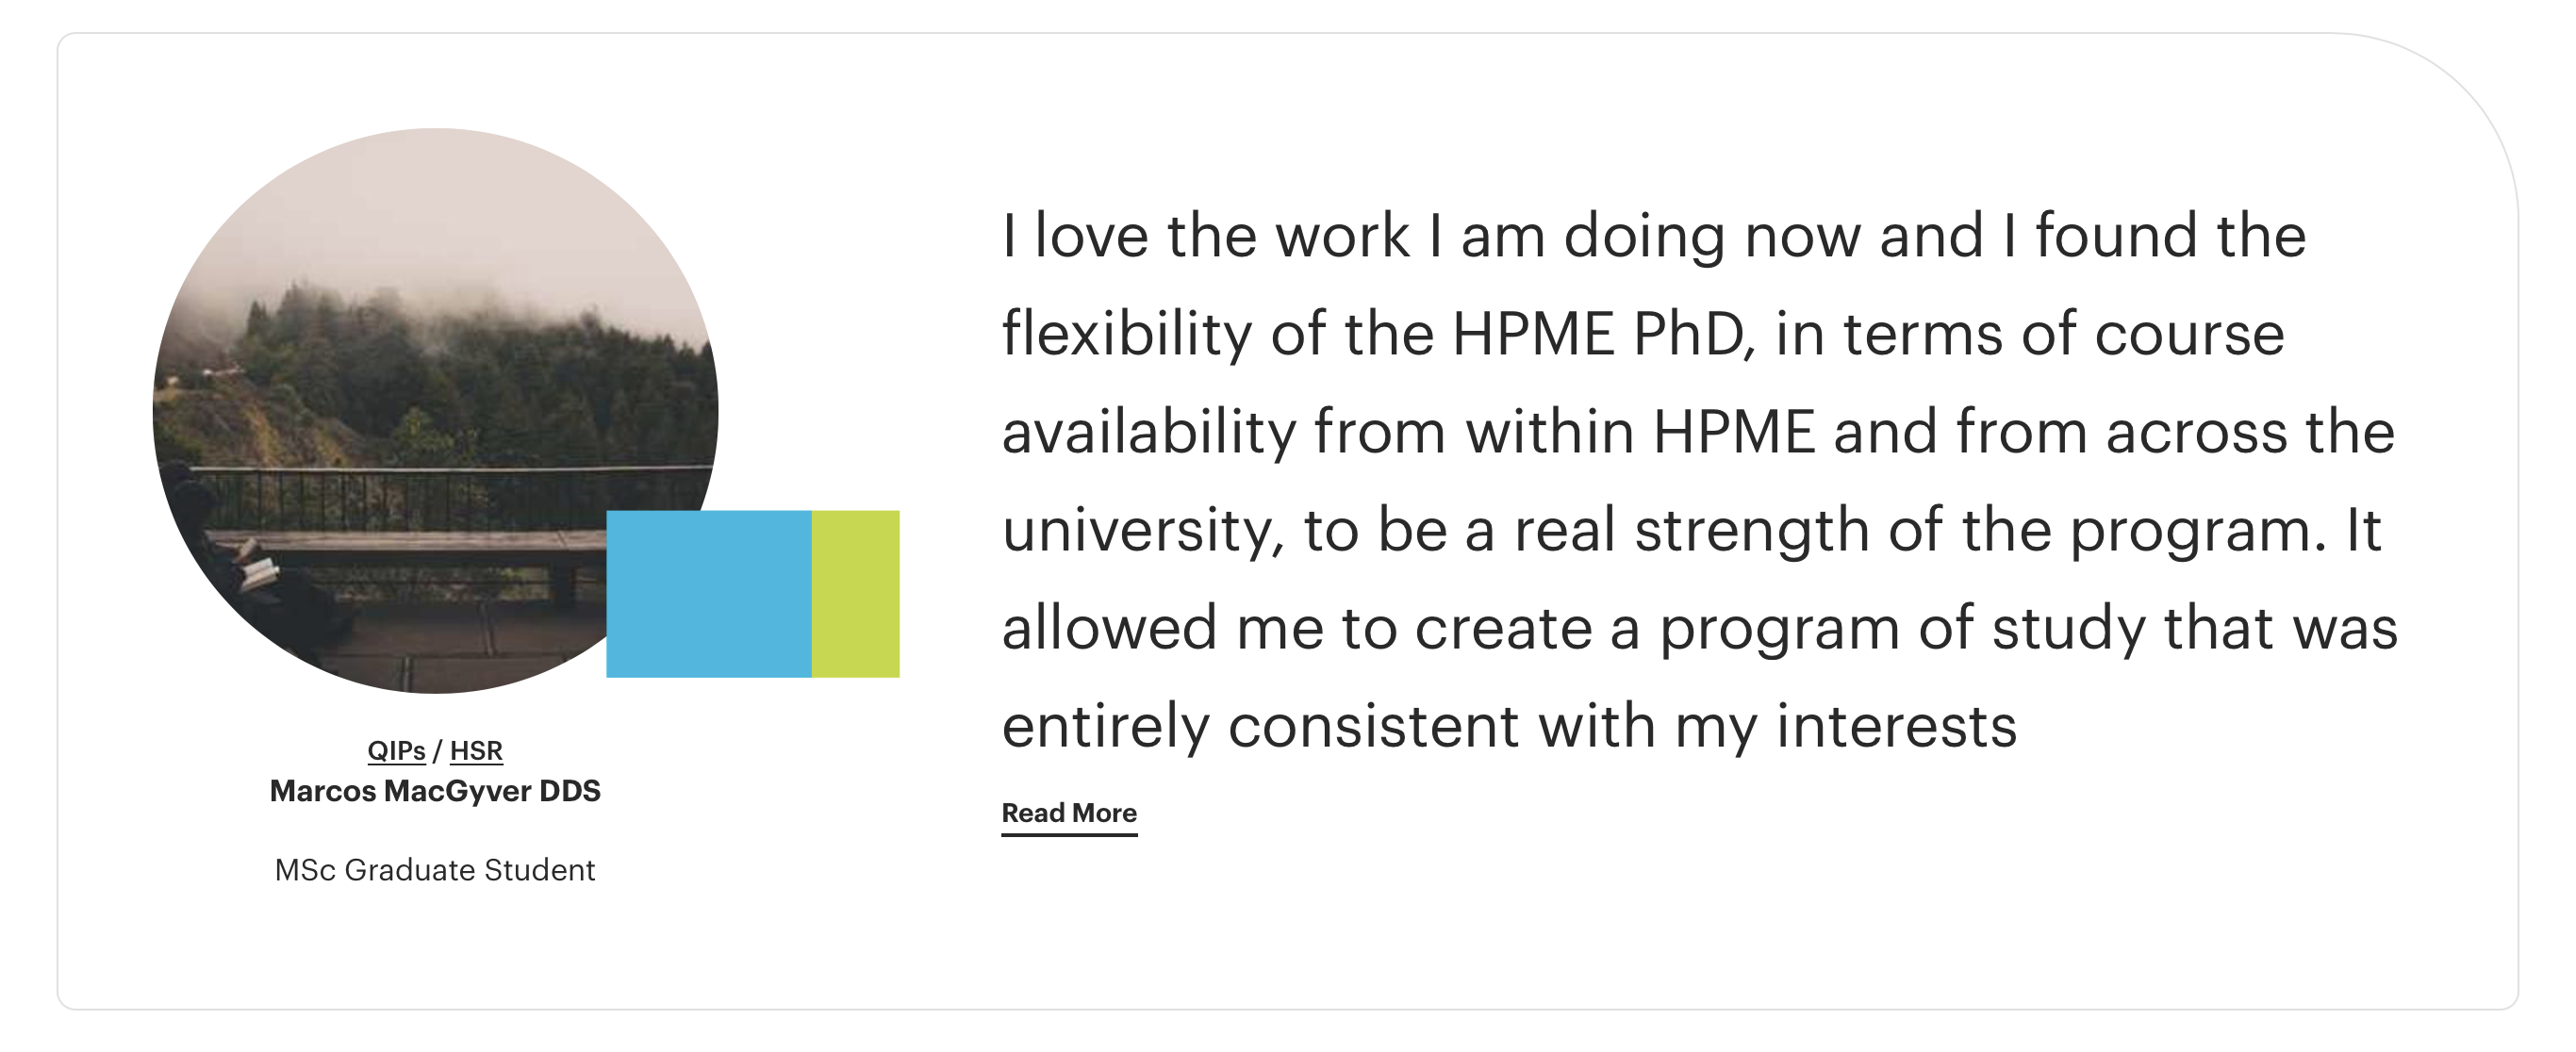 QIPs / HSR
Marcos MacGyver DDS
MSc Graduate Student
I love the work I am doing now and I found the
flexibility of the HPME PhD, in terms of course
availability from within HPME and from across the
university, to be a real strength of the program. It
allowed me to create a program of study that was
entirely consistent with my interests
Read More